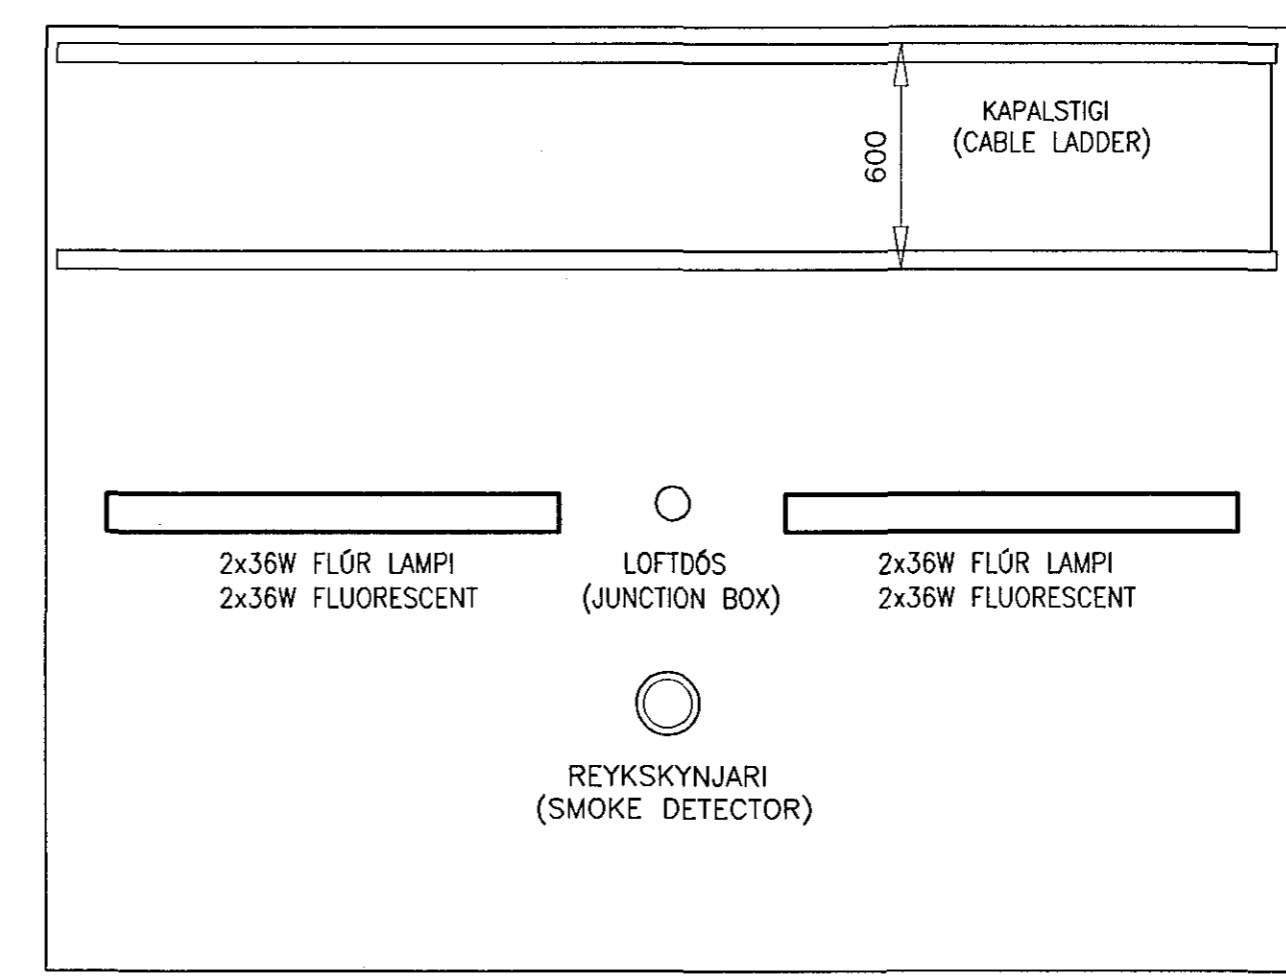 KAPALSTIGI
(CABLE LADDER)
600
2x36W FLÚR LAMPI
2x36W FLUORESCENT
LOFTDÓS
(JUNCTION BOX)
2x36W FLÚR LAMPI
2x36W FLUORESCENT
REYKSKYNJARI
(SMOKE DETECTOR)